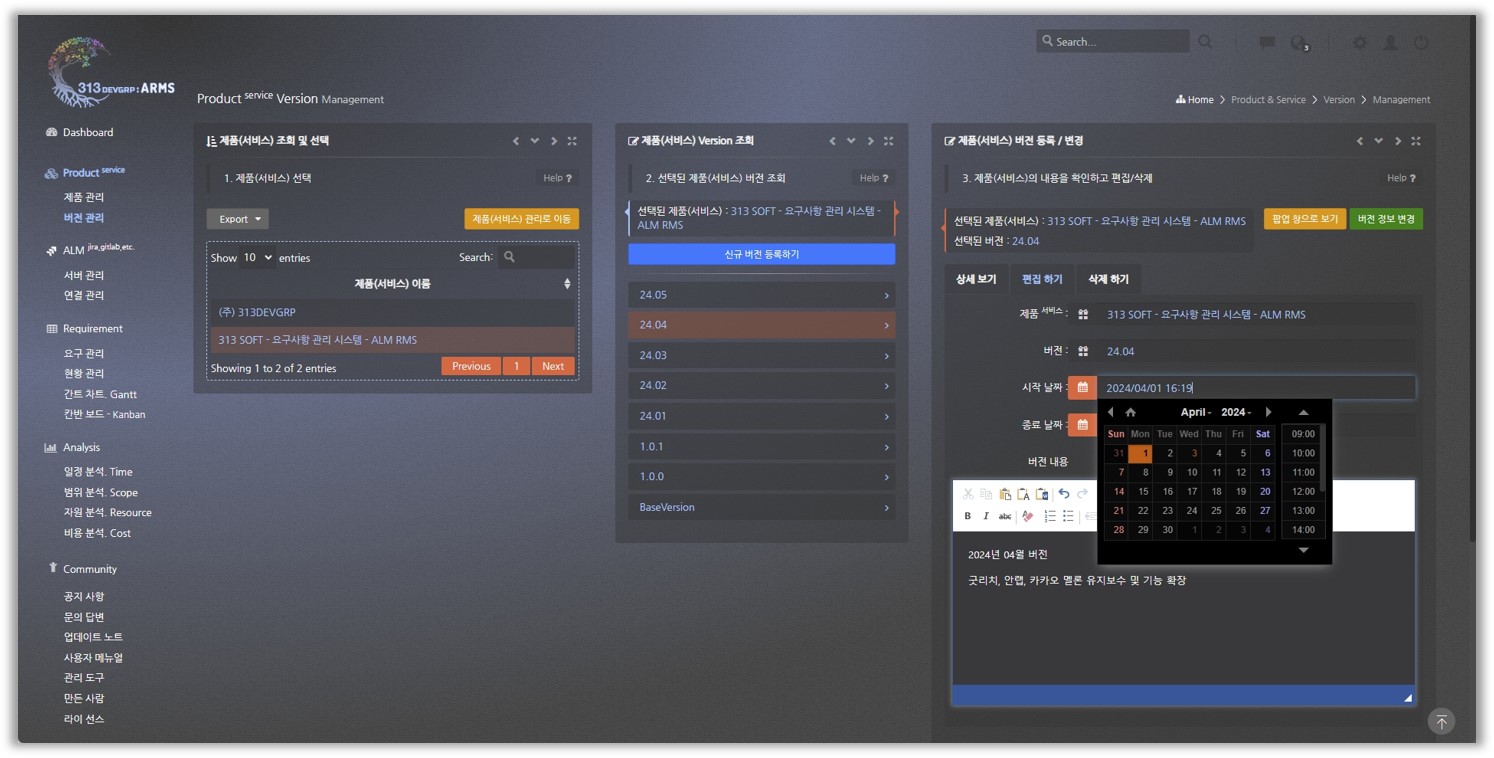 313 DEVGRP : ARMS
Search...
3
Product service Version Management
Home
Product & Service
Version
Management
Dashboard
Product service
제품 관리
버전 관리
ALM jira,gitlab,etc.
서버 관리
연결 관리
Requirement
요구 관리
현황 관리
간트 차트. Gantt
칸반 보드 - Kanban
Analysis
일정 분석. Time
범위 분석. Scope
자원 분석. Resource
비용 분석. Cost
Community
공지 사항
문의 답변
업데이트 노트
사용자 메뉴얼
관리 도구
만든 사람
라이 선스
제품(서비스) 조회 및 선택
1. 제품(서비스) 선택
Help ?
Export
제품(서비스) 관리로 이동
Show 10 entries
Search:
제품(서비스) 이름
(주) 313DEVGRP
313 SOFT - 요구사항 관리 시스템 - ALM RMS
Showing 1 to 2 of 2 entries
Previous 1 Next
제품(서비스) Version 조회
2. 선택된 제품(서비스) 버전 조회
Help ?
선택된 제품(서비스) : 313 SOFT - 요구사항 관리 시스템 -
ALM RMS
신규 버전 등록하기
24.05
24.04
24.03
24.02
24.01
1.0.1
1.0.0
BaseVersion
제품(서비스) 버전 등록 / 변경
3. 제품(서비스)의 내용을 확인하고 편집/삭제
Help ?
선택된 제품(서비스) : 313 SOFT - 요구사항 관리 시스템 - ALM RMS
선택된 버전 : 24.04
팝업 창으로 보기
버전 정보 변경
상세 보기
편집 하기
삭제 하기
제품 서비스 :
313 SOFT - 요구사항 관리 시스템 - ALM RMS
버전 :
24.04
시작 날짜 :
2024/04/01 16:19
종료 날짜 :
버전 내용
April 2024
Sun Mon Tue Wed Thu Fri Sat
31 1 2 3 4 5 6
7 8 9 10 11 12 13
14 15 16 17 18 19 20
21 22 23 24 25 26 27
28 29 30 1 2 3 4
09:00
10:00
11:00
12:00
13:00
14:00
B I abc
2024년 04월 버전
굿리치, 안랩, 카카오 멜론 유지보수 및 기능 확장